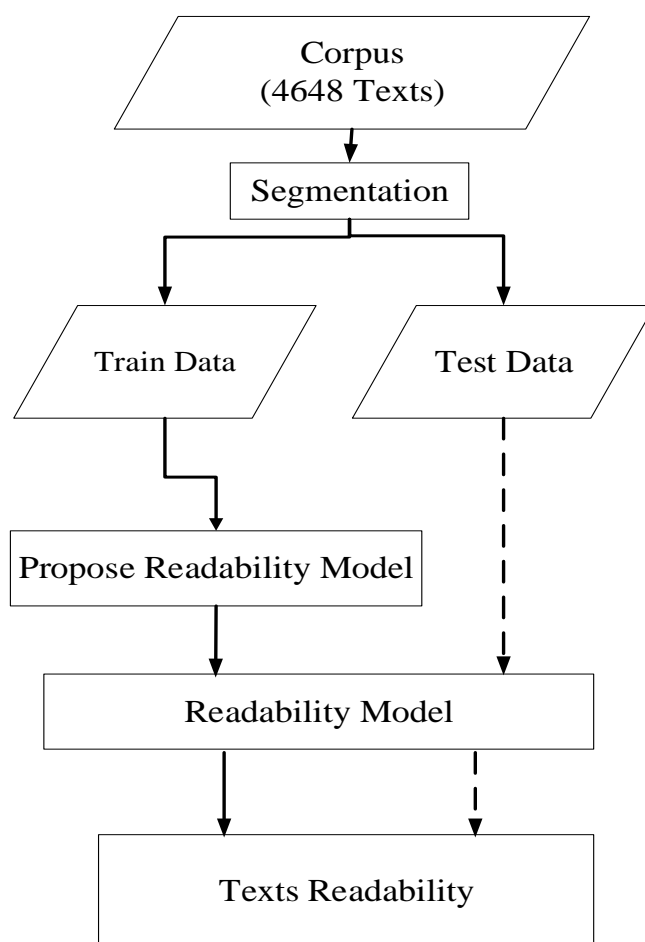 Corpus
(4648 Texts)
Segmentation
Train Data
Test Data
Propose Readability Model
Readability Model
Texts Readability